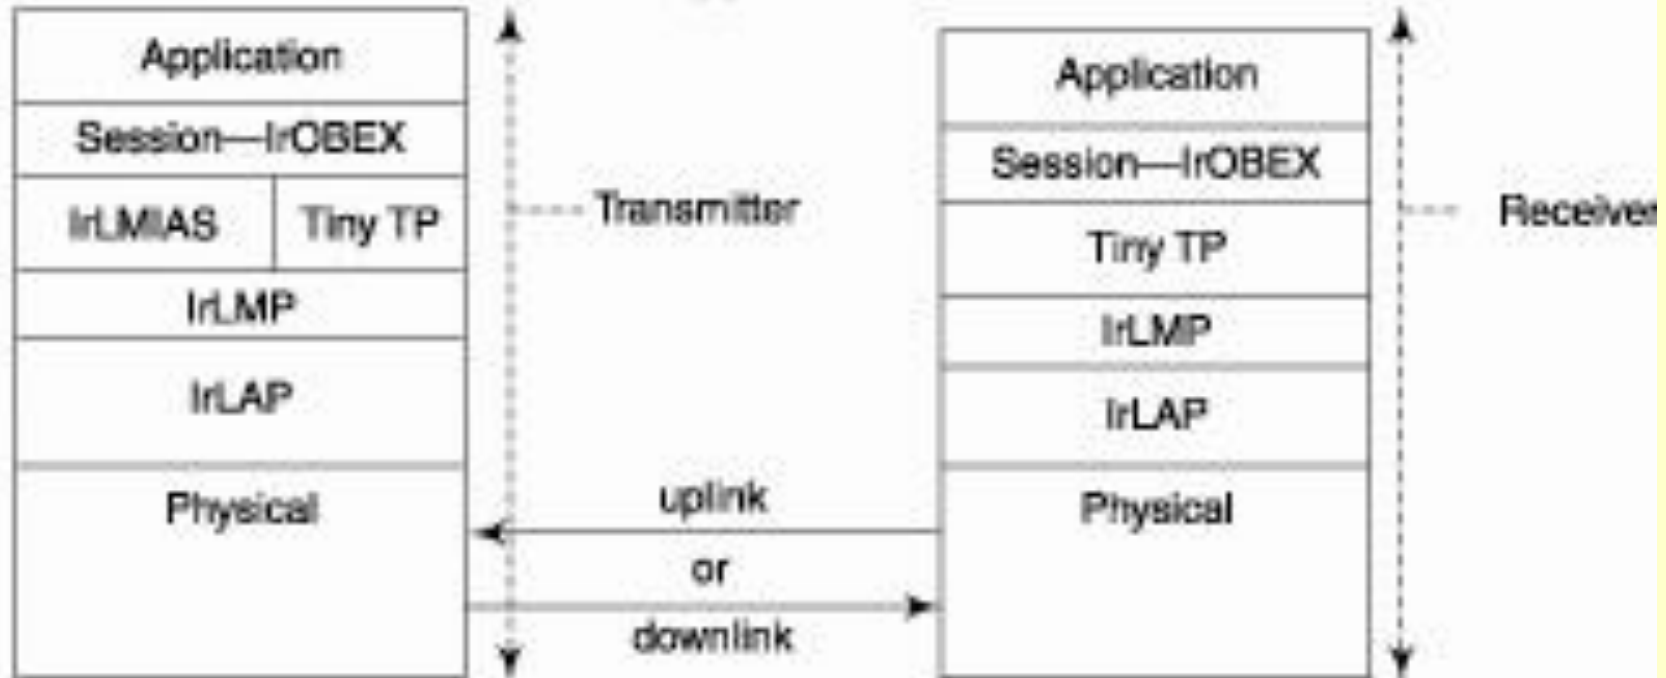 Application
Session—IrOBEX
IrLMIAS
Tiny TP
IrLMP
IrLAP
Physical
Transmitter
uplink
or
downlink
Application
Session—IrOBEX
Tiny TP
IrLMP
IrLAP
Physical
Receiver